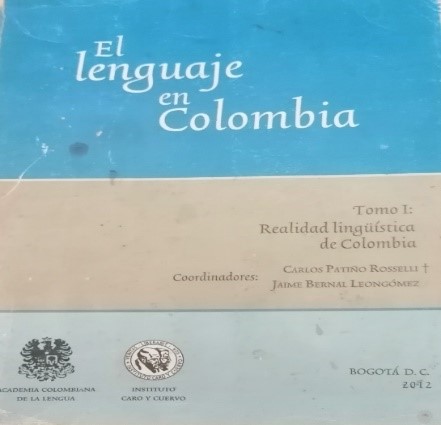 El
lenguaje
en
Colombia
Tomo I:
Realidad lingüística
de Colombia
Coordinadores:
CARLOS PATIÑO ROSSELLI †
JAIME BERNAL LEONGÓMEZ
ACADEMIA COLOMBIANA
DE LA LENGUA
INSTITUTO
CARO Y CUERVO
BOGOTÁ D. C.
2012